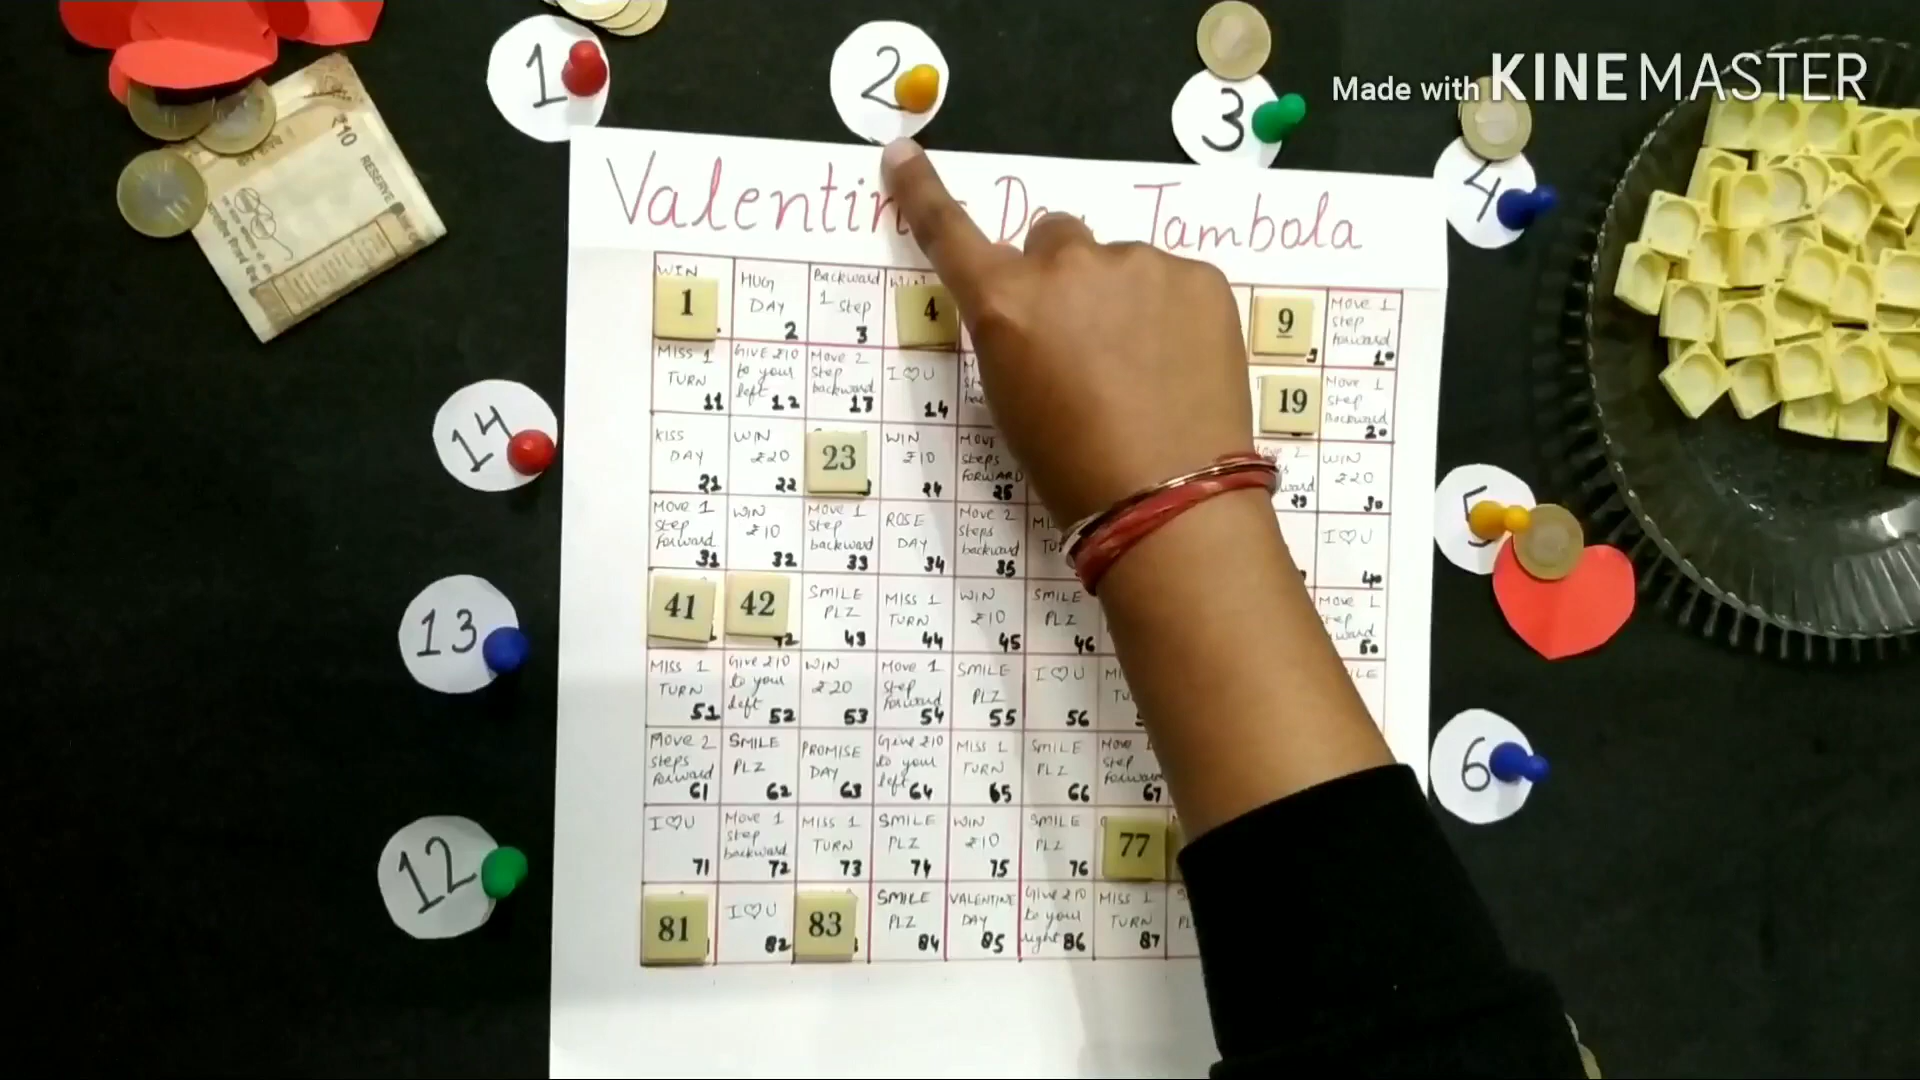 1
2
3
4
Made with KINEMASTER
₹10
RESERVE
Valentin Day Tambola
WIN
1
HUG
DAY
2
Backward
1 Step
3
WIN
4
9
Move 1
step
forward
10
MISS 1
TURN
11
GIVE ₹10
to your
left
12
Move 2
step
backward
13
I ♡ U
14
19
Move 1
step
Backward
20
KISS
DAY
21
WIN
₹20
22
23
WIN
₹10
24
MOVE
steps
FORWARD
25
29
WIN
₹20
30
Move 1
step
forward
31
WIN
₹10
32
Move 1
step
backward
33
ROSE
DAY
34
Move 2
steps
backward
35
I ♡ U
40
41
42
SMILE
PLZ
43
MISS 1
TURN
44
WIN
₹10
45
SMILE
PLZ
46
50
MISS 1
TURN
51
Give ₹10
to your
left
52
WIN
₹20
53
Move 1
step
forward
54
SMILE
PLZ
55
I ♡ U
56
Move 2
steps
forward
61
SMILE
PLZ
62
PROMISE
DAY
63
Give ₹10
to your
left
64
MISS 1
TURN
65
SMILE
PLZ
66
Move
step
forward
67
I ♡ U
71
Move 1
step
backward
72
MISS 1
TURN
73
SMILE
PLZ
74
WIN
₹10
75
SMILE
PLZ
76
77
81
I ♡ U
82
83
SMILE
PLZ
84
VALENTINE
DAY
85
Give ₹10
to your
right
86
MISS 1
TURN
87
14
5
13
6
12